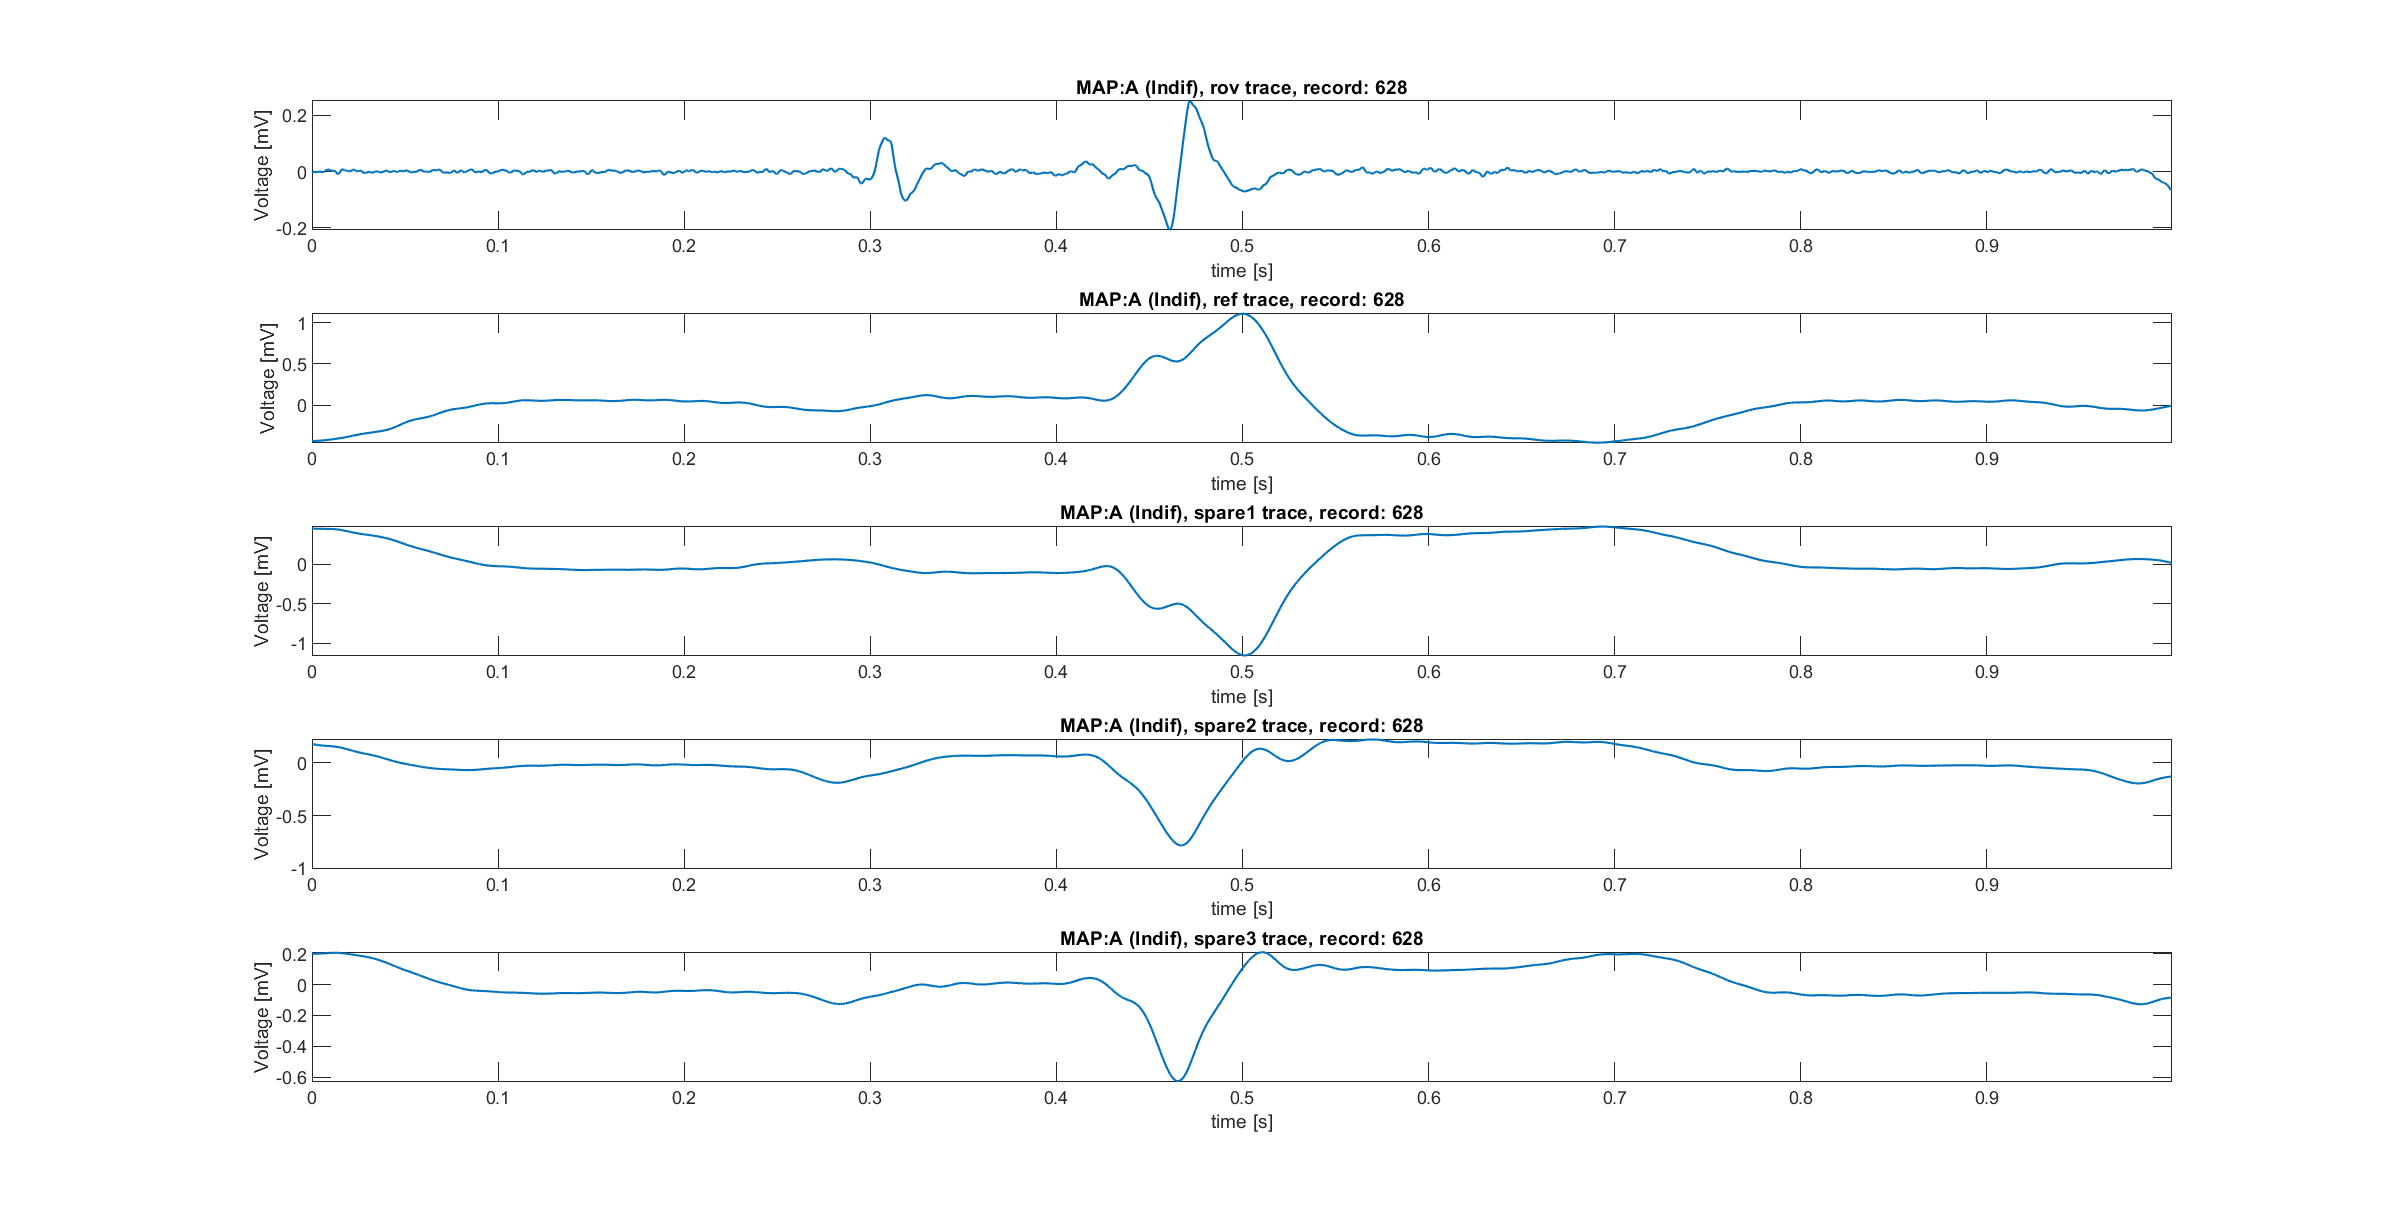 MAP:A (Indif), rov trace, record: 628
Voltage [mV]
0.2
0
-0.2
0 0.1 0.2 0.3 0.4 0.5 0.6 0.7 0.8 0.9
time [s]
MAP:A (Indif), ref trace, record: 628
Voltage [mV]
1
0.5
0
0 0.1 0.2 0.3 0.4 0.5 0.6 0.7 0.8 0.9
time [s]
MAP:A (Indif), spare1 trace, record: 628
Voltage [mV]
0
-0.5
-1
0 0.1 0.2 0.3 0.4 0.5 0.6 0.7 0.8 0.9
time [s]
MAP:A (Indif), spare2 trace, record: 628
Voltage [mV]
0
-0.5
-1
0 0.1 0.2 0.3 0.4 0.5 0.6 0.7 0.8 0.9
time [s]
MAP:A (Indif), spare3 trace, record: 628
Voltage [mV]
0.2
0
-0.2
-0.4
-0.6
0 0.1 0.2 0.3 0.4 0.5 0.6 0.7 0.8 0.9
time [s]